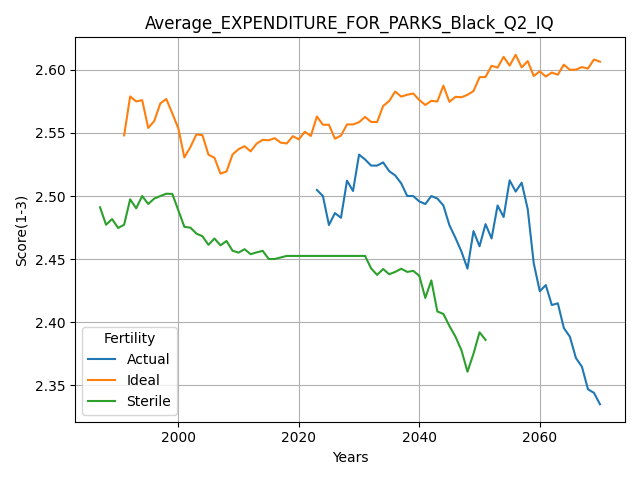 Average_EXPENDITURE_FOR_PARKS_Black_Q2_IQ
Score(1-3)
2.60
2.55
2.50
2.45
2.40
2.35
Fertility
Actual
Ideal
Sterile
2000
2020
2040
2060
Years